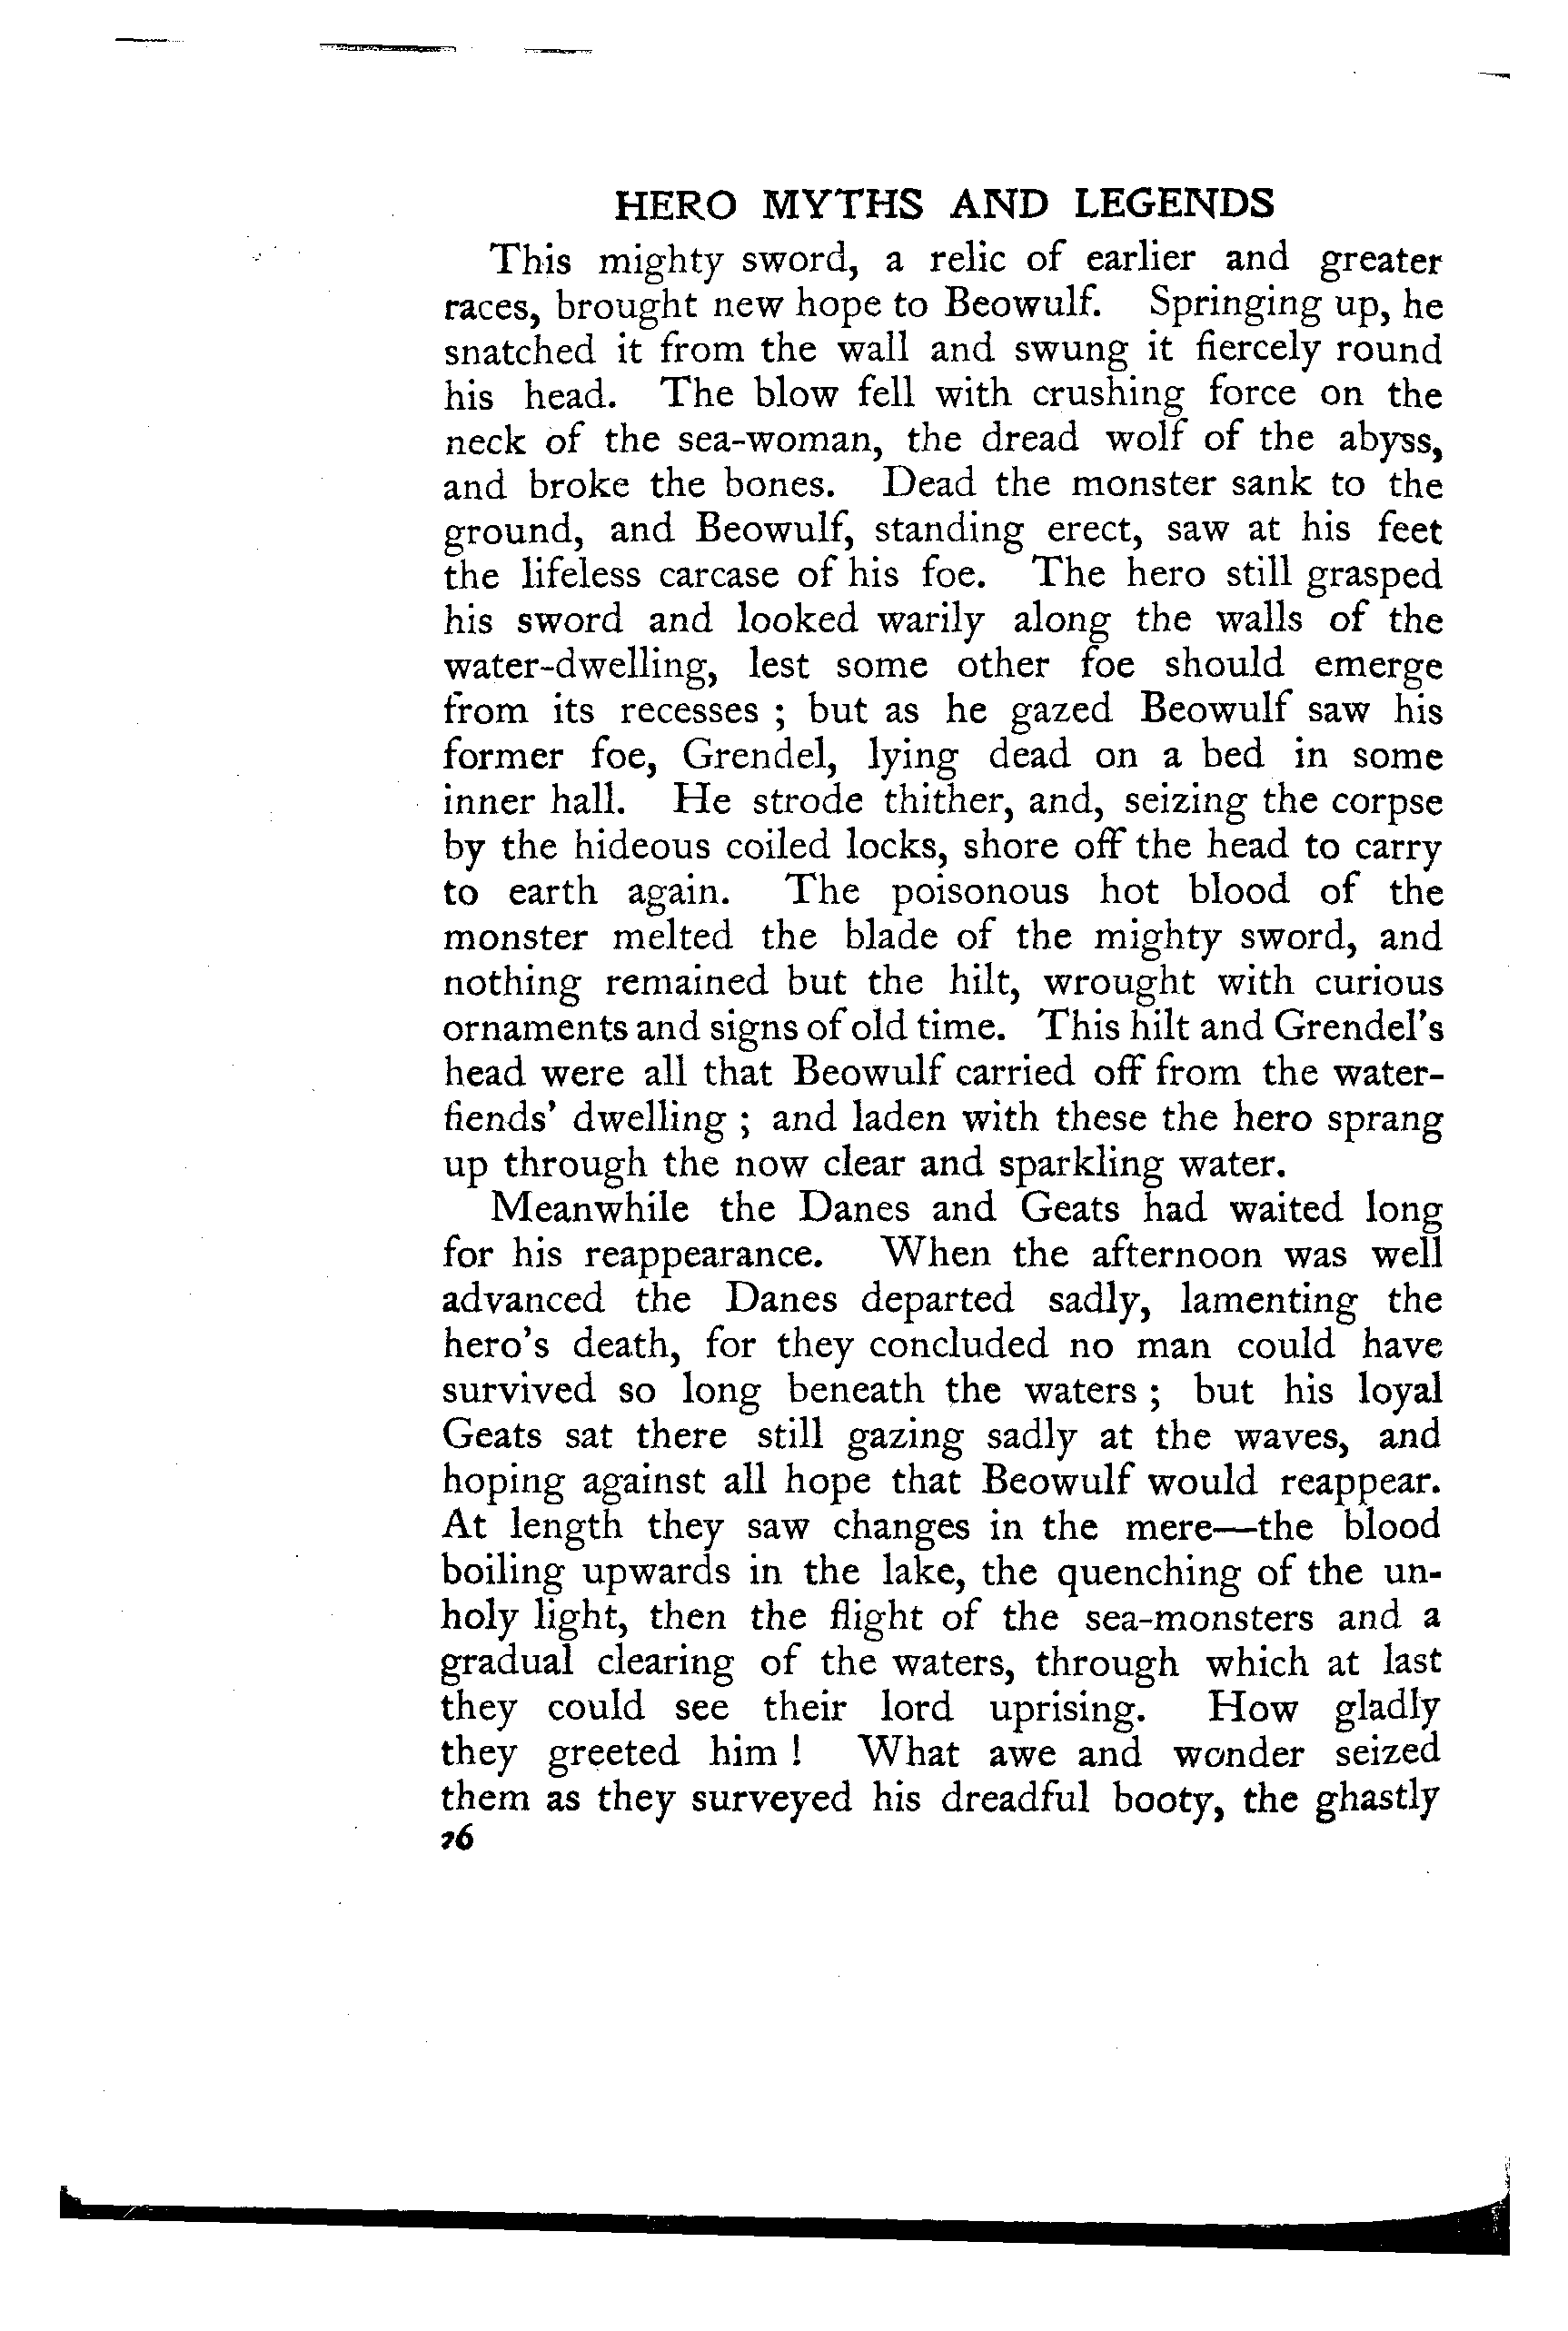 HERO MYTHS AND LEGENDS
This mighty sword, a relic of earlier and greater
races, brought new hope to Beowulf. Springing up, he
snatched it from the wall and swung it fiercely round
his head. The blow fell with crushing force on the
neck of the sea-woman, the dread wolf of the abyss,
and broke the bones. Dead the monster sank to the
ground, and Beowulf, standing erect, saw at his feet
the lifeless carcase of his foe. The hero still grasped
his sword and looked warily along the walls of the
water-dwelling, lest some other foe should emerge
from its recesses ; but as he gazed Beowulf saw his
former foe, Grendel, lying dead on a bed in some
inner hall. He strode thither, and, seizing the corpse
by the hideous coiled locks, shore off the head to carry
to earth again. The poisonous hot blood of the
monster melted the blade of the mighty sword, and
nothing remained but the hilt, wrought with curious
ornaments and signs of old time. This hilt and Grendel's
head were all that Beowulf carried off from the water-
fiends' dwelling ; and laden with these the hero sprang
up through the now clear and sparkling water.
Meanwhile the Danes and Geats had waited long
for his reappearance. When the afternoon was well
advanced the Danes departed sadly, lamenting the
hero's death, for they concluded no man could have
survived so long beneath the waters ; but his loyal
Geats sat there still gazing sadly at the waves, and
hoping against all hope that Beowulf would reappear.
At length they saw changes in the mere—the blood
boiling upwards in the lake, the quenching of the un-
holy light, then the flight of the sea-monsters and a
gradual clearing of the waters, through which at last
they could see their lord uprising. How gladly
they greeted him ! What awe and wonder seized
them as they surveyed his dreadful booty, the ghastly